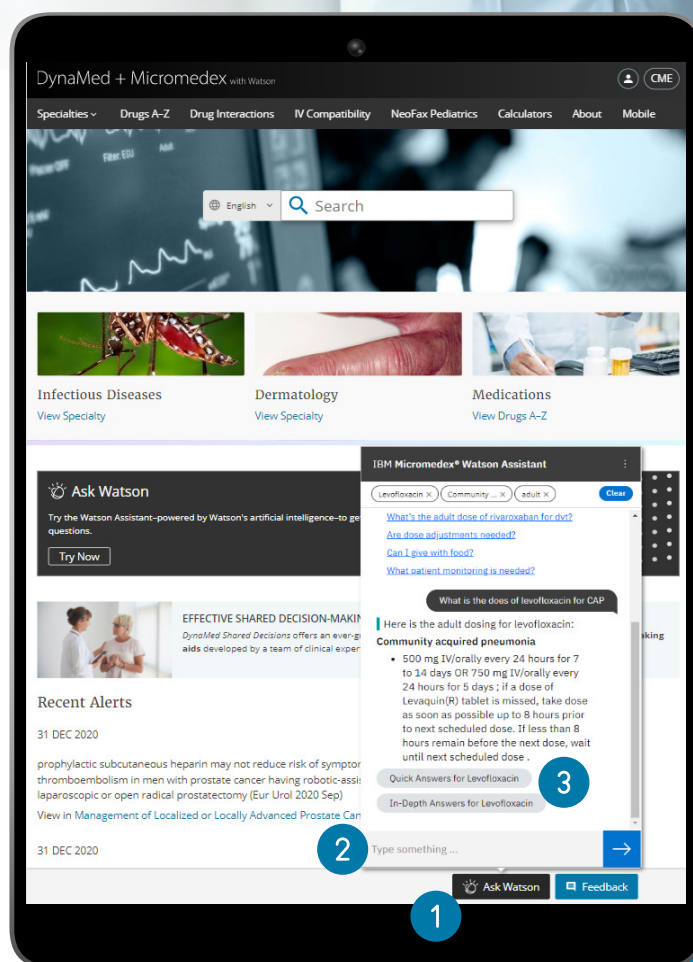 DynaMed + Micromedex with Watson
CME
Specialties
Drugs A-Z
Drug Interactions
IV Compatibility
NeoFax Pediatrics
Calculators
About
Mobile
Filter: ESU
Adult
English
Search
Infectious Diseases
View Specialty
Dermatology
View Specialty
Medications
View Drugs A–Z
Ask Watson
Try the Watson Assistant–powered by Watson's artificial intelligence–to ge
questions.
Try Now
EFFECTIVE SHARED DECISION-MAKIN
DynaMed Shared Decisions offers an ever-g
aids developed by a team of clinical exper
aking
Recent Alerts
31 DEC 2020
prophylactic subcutaneous heparin may not reduce risk of sympto
thromboembolism in men with prostate cancer having robotic-assi
laparoscopic or open radical prostatectomy (Eur Urol 2020 Sep)
View in Management of Localized or Locally Advanced Prostate Can
31 DEC 2020
IBM Micromedex® Watson Assistant
Levofloxacin ×
Community ... ×
adult ×
Clear
What's the adult dose of rivaroxaban for dvt?
Are dose adjustments needed?
Can I give with food?
What patient monitoring is needed?
What is the does of levofloxacin for CAP
Here is the adult dosing for levofloxacin:
Community acquired pneumonia
• 500 mg IV/orally every 24 hours for 7
to 14 days OR 750 mg IV/orally every
24 hours for 5 days ; if a dose of
Levaquin(R) tablet is missed, take dose
as soon as possible up to 8 hours prior
to next scheduled dose. If less than 8
hours remain before the next dose, wait
until next scheduled dose .
Quick Answers for Levofloxacin
3
In-Depth Answers for Levofloxacin
2
Type something ...
Ask Watson
Feedback
1